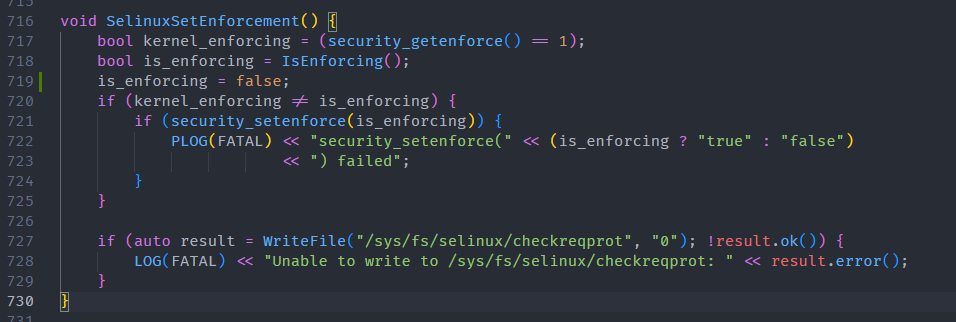 715
716 void SelinuxSetEnforcement() {
717     bool kernel_enforcing = (security_getenforce() == 1);
718     bool is_enforcing = IsEnforcing();
719     is_enforcing = false;
720     if (kernel_enforcing != is_enforcing) {
721         if (security_setenforce(is_enforcing)) {
722             PLOG(FATAL) << "security_setenforce(" << (is_enforcing ? "true" : "false")
723                         << ") failed";
724         }
725     }
726
727     if (auto result = WriteFile("/sys/fs/selinux/checkreqprot", "0"); !result.ok()) {
728         LOG(FATAL) << "Unable to write to /sys/fs/selinux/checkreqprot: " << result.error();
729     }
730 }
731